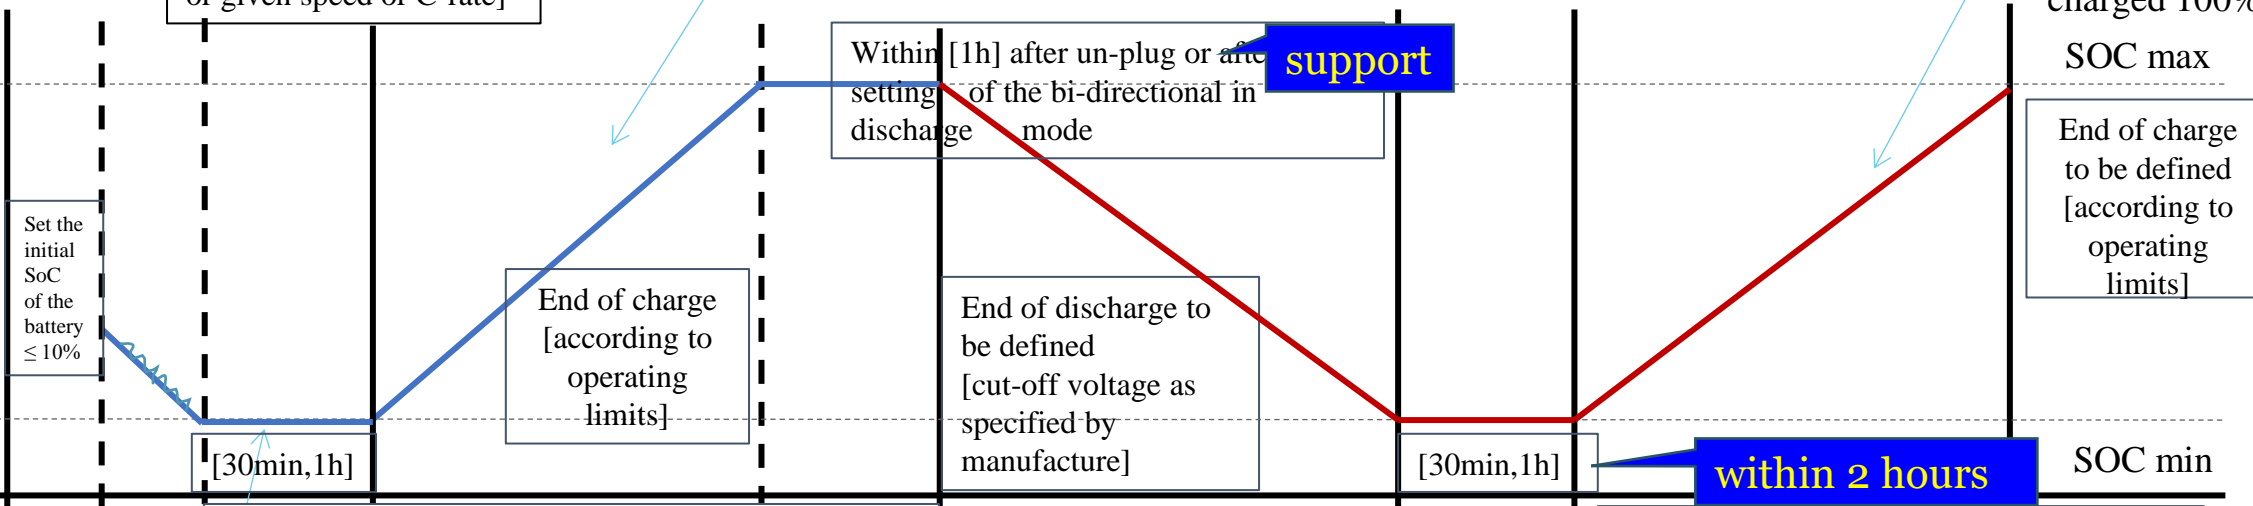 or given speed or C-rate]
charged 100%
Within [1h] after un-plug or afte
setting of the bi-directional in
discharge mode
support
SOC max
End of charge
to be defined
[according to
operating
limits]
Set the
initial
SoC
of the
battery
≤ 10%
End of charge
[according to
operating
limits]
End of discharge to
be defined
[cut-off voltage as
specified by
manufacture]
[30min,1h]
[30min,1h]
within 2 hours
SOC min